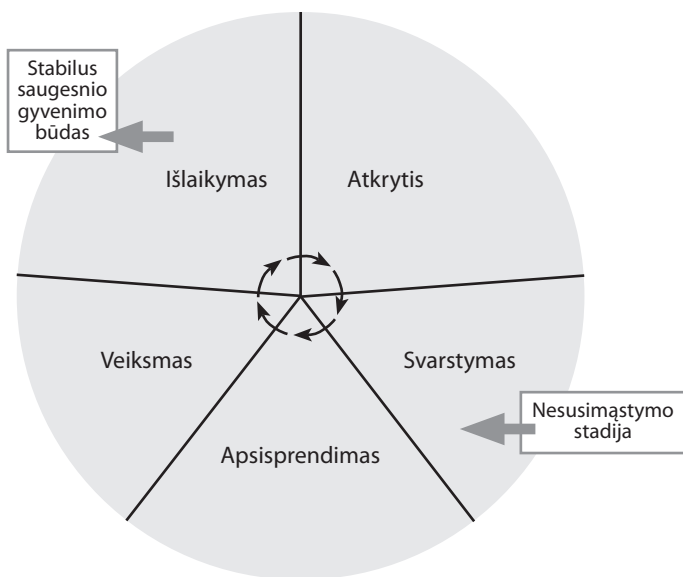 Stabilus
saugesnio
gyvenimo
būdas
Išlaikymas
Atkrytis
Veiksmas
Svarstymas
Apsisprendimas
Nesusimąstymo
stadija